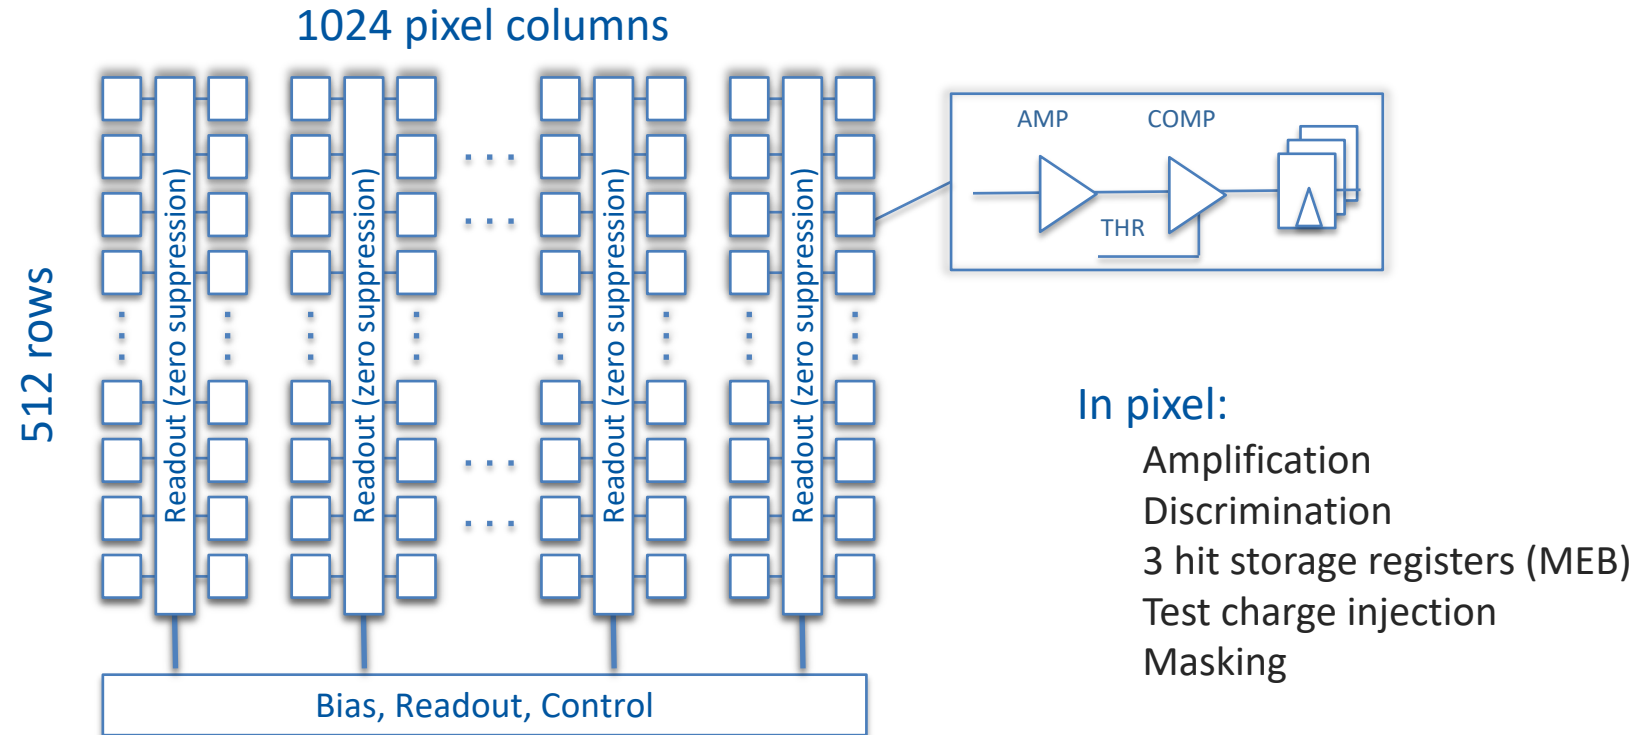 1024 pixel columns
512 rows
Readout (zero suppression)
Readout (zero suppression)
Readout (zero suppression)
Readout (zero suppression)
. . .
. . .
. . .
. . .
AMP
COMP
THR
In pixel:
Amplification
Discrimination
3 hit storage registers (MEB)
Test charge injection
Masking
Bias, Readout, Control